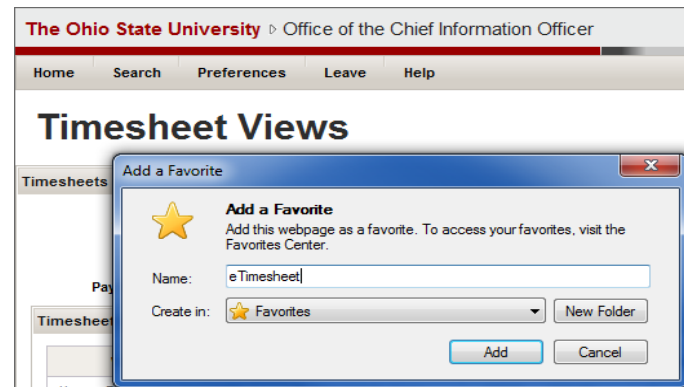 The Ohio State University ▷ Office of the Chief Information Officer
Home Search Preferences Leave Help
Timesheet Views
Timesheets
Add a Favorite
Add a Favorite
Add this webpage as a favorite. To access your favorites, visit the
Favorites Center.
Name: eTimesheet
Create in: Favorites New Folder
Add Cancel